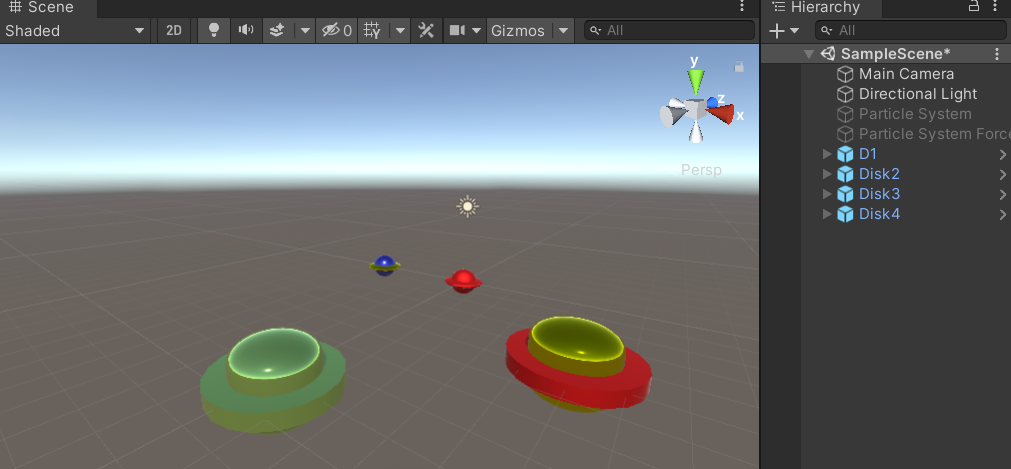 Scene
Hierarchy
Shaded
2D
0
Gizmos
All
All
SampleScene*
y
z
x
Persp
Main Camera
Directional Light
Particle System
Particle System Forc
D1
Disk2
Disk3
Disk4